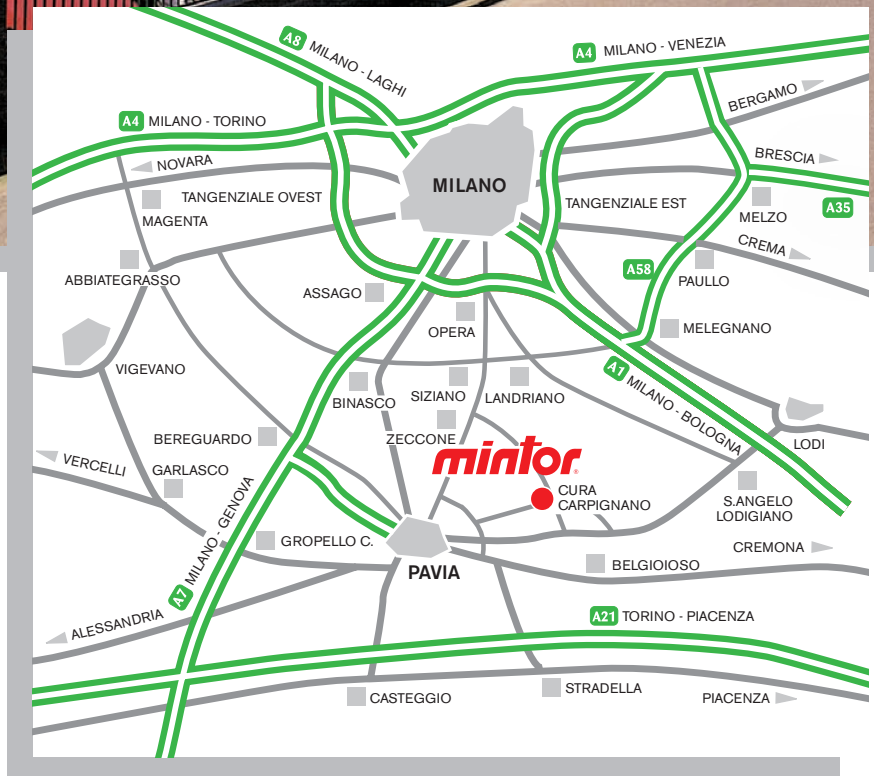 A8 MILANO - LAGHI
A4 MILANO - VENEZIA
BERGAMO
A4 MILANO - TORINO
NOVARA
BRESCIA
MILANO
TANGENZIALE OVEST
TANGENZIALE EST
MAGENTA
MELZO
A35
CREMA
ABBIATEGRASSO
A58
PAULLO
ASSAGO
OPERA
MELEGNANO
VIGEVANO
A1 MILANO - BOLOGNA
BINASCO
SIZIANO
LANDRIANO
BEREGUARDO
ZECCONE
LODI
VERCELLI
GARLASCO
mintor®
CURA
CARPIGNANO
S.ANGELO
LODIGIANO
A7 MILANO - GENOVA
GROPELLO C.
CREMONA
PAVIA
BELGIOIOSO
ALESSANDRIA
A21 TORINO - PIACENZA
CASTEGGIO
STRADELLA
PIACENZA